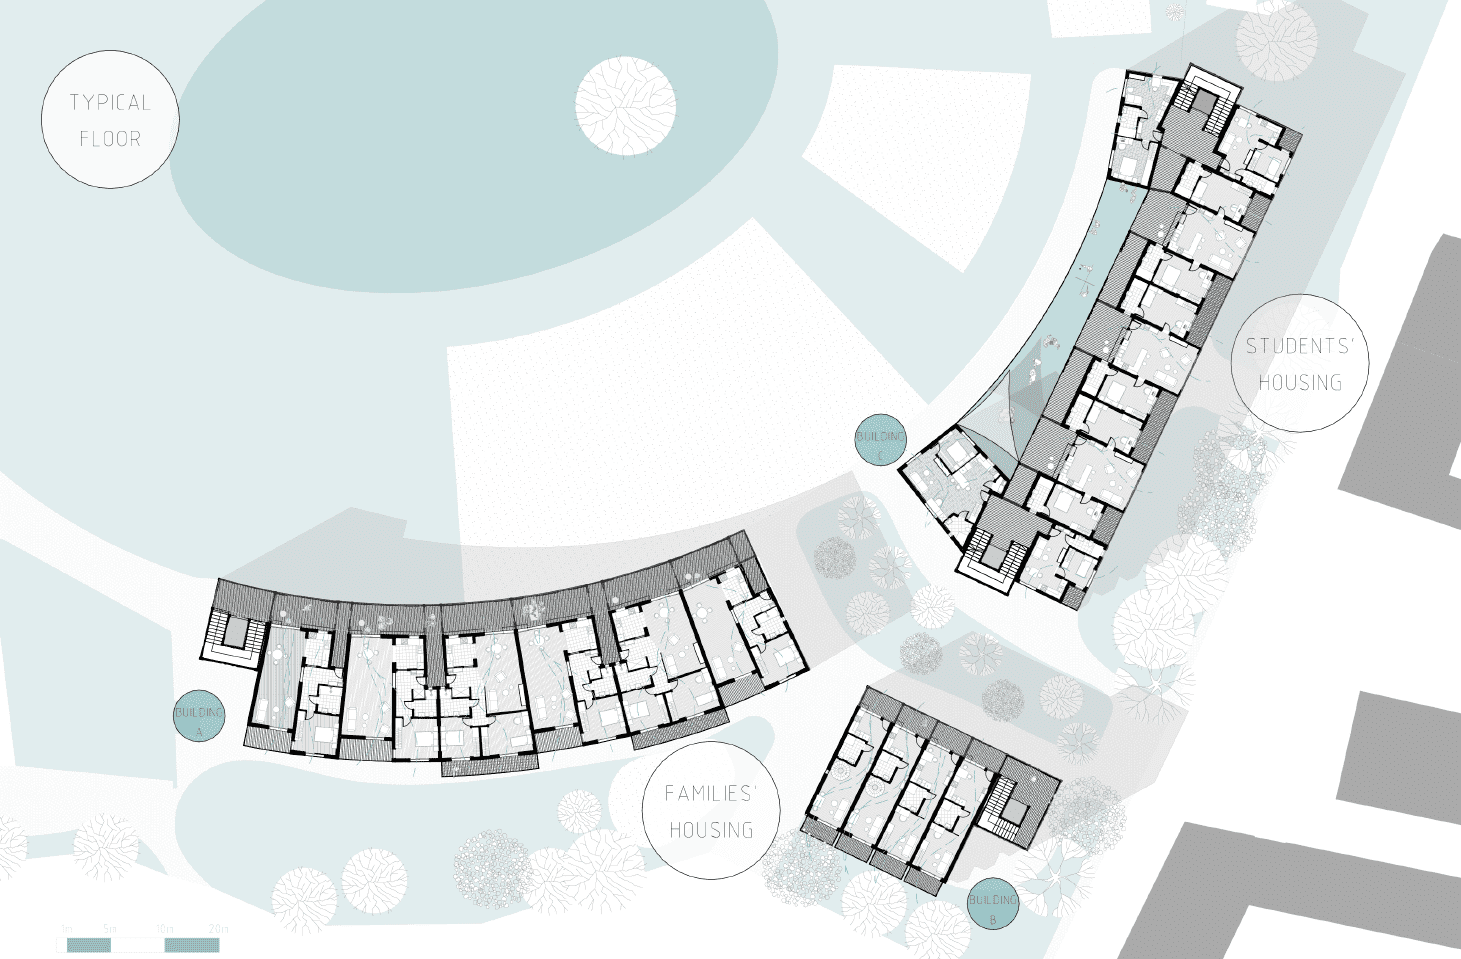 TYPICAL
FLOOR
STUDENTS'
HOUSING
BUILDING
C
BUILDING
A
FAMILIES'
HOUSING
BUILDING
B
1m 5m 10m 20m